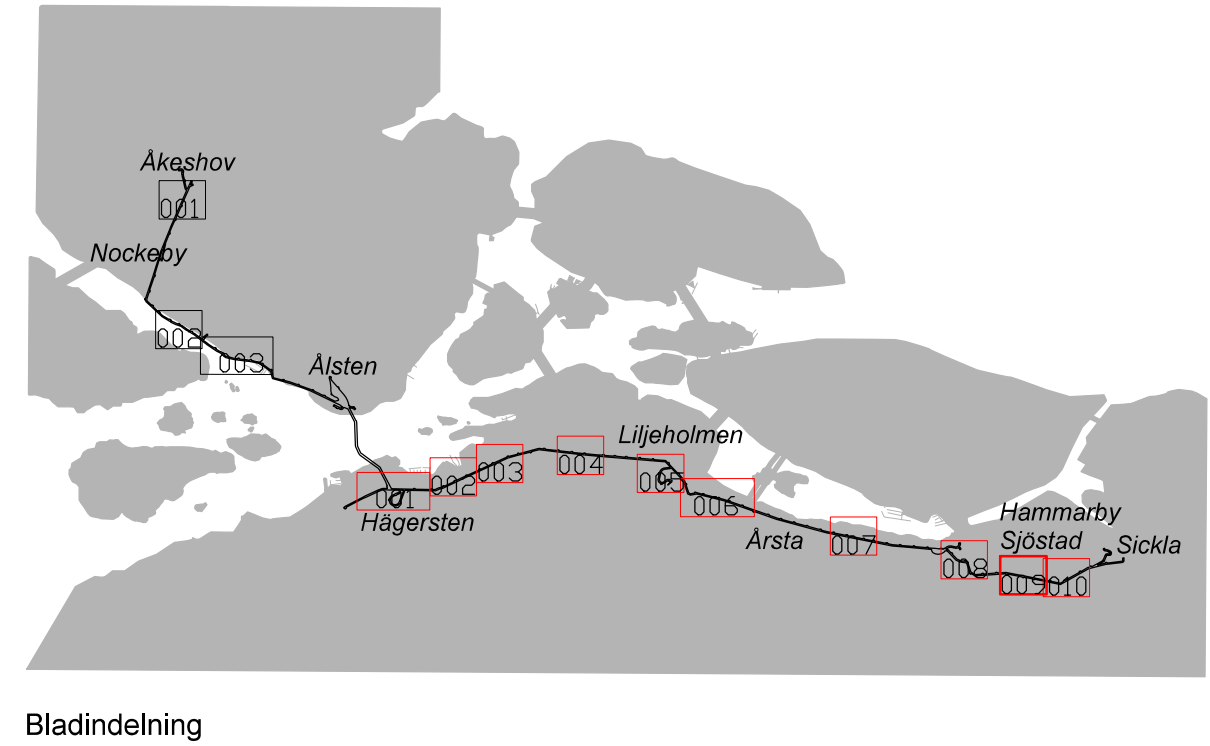 Åkeshov
001
Nockeby
002
003
Ålsten
Liljeholmen
001
002
003
004
005
006
Hägersten
Årsta
007
Hammarby
Sjöstad
Sickla
008
009
010
Bladindelning